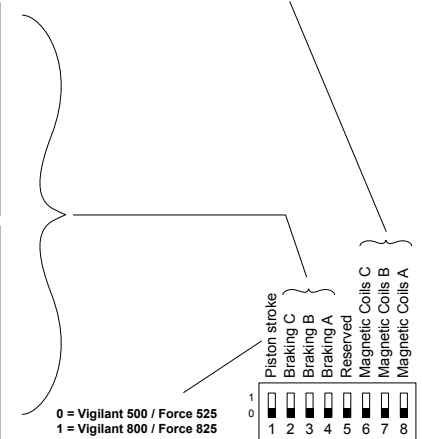 Piston stroke
Braking C
Braking B
Braking A
Reserved
Magnetic Coils C
Magnetic Coils B
Magnetic Coils A
1
0
1 2 3 4 5 6 7 8
0 = Vigilant 500 / Force 525
1 = Vigilant 800 / Force 825